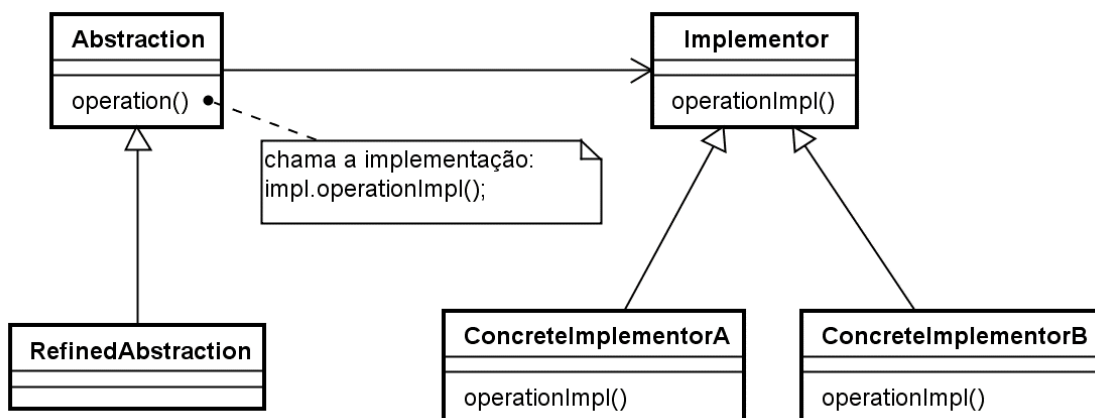 Abstraction
operation()
Implementor
operationImpl()
chama a implementação:
impl.operationImpl();
RefinedAbstraction
ConcreteImplementorA
operationImpl()
ConcreteImplementorB
operationImpl()